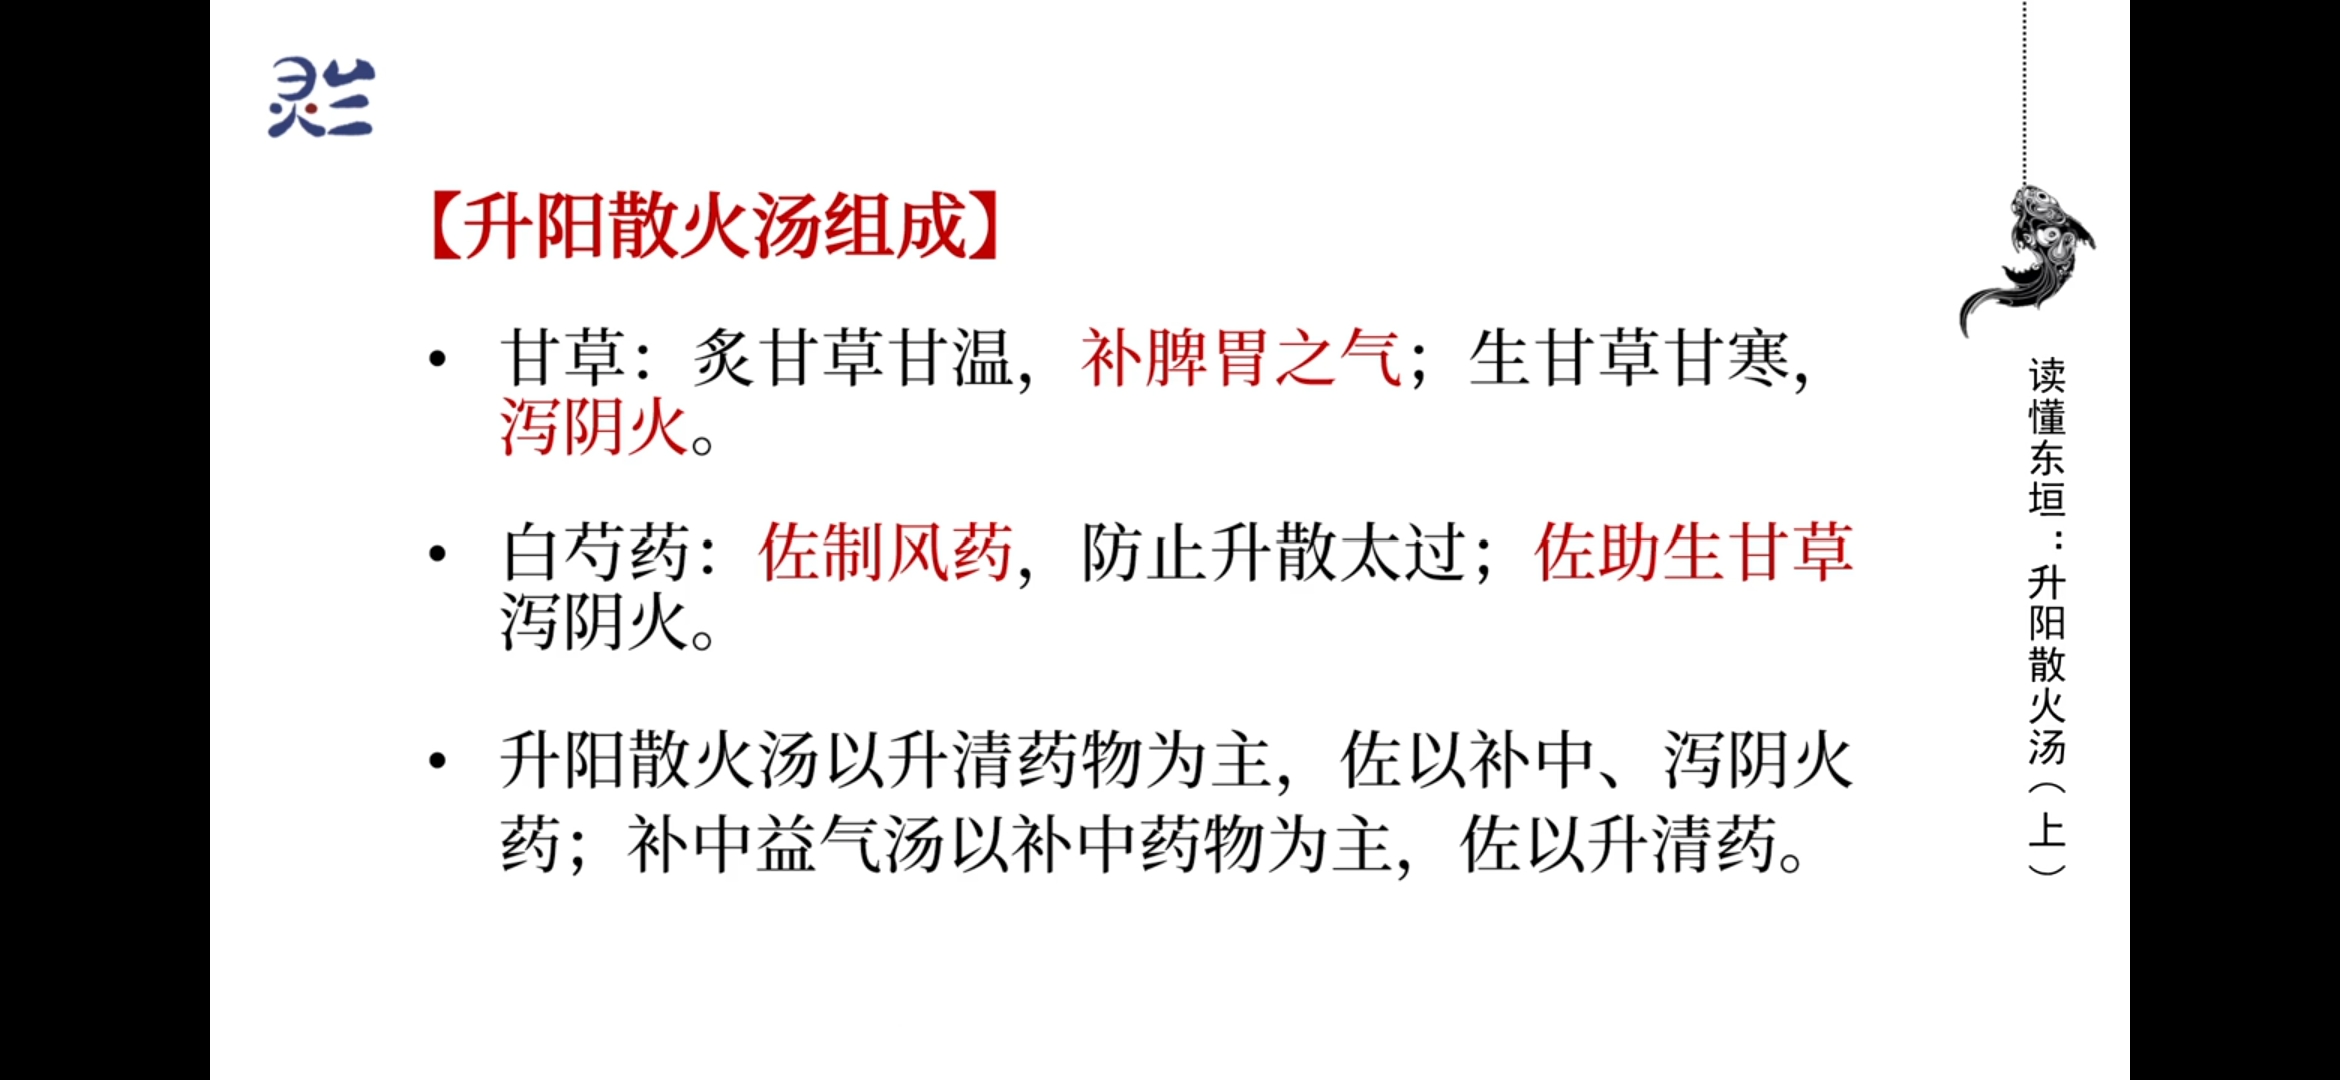 灵兰
【升阳散火汤组成】
• 甘草：炙甘草甘温，补脾胃之气；生甘草甘寒，
泻阴火。
• 白芍药：佐制风药，防止升散太过；佐助生甘草
泻阴火。
• 升阳散火汤以升清药物为主，佐以补中、泻阴火
药；补中益气汤以补中药物为主，佐以升清药。
读懂东垣：升阳散火汤（上）